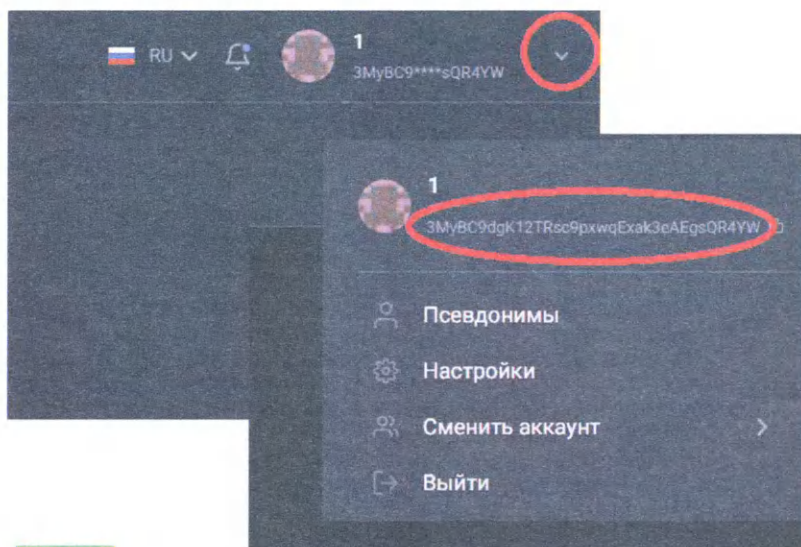 RU
1
3MyBC9****sQR4YW
1
3MyBC9dgK12TRsc9pxwqExak3eAEgsQR4YW
Псевдонимы
Настройки
Сменить аккаунт
Выйти